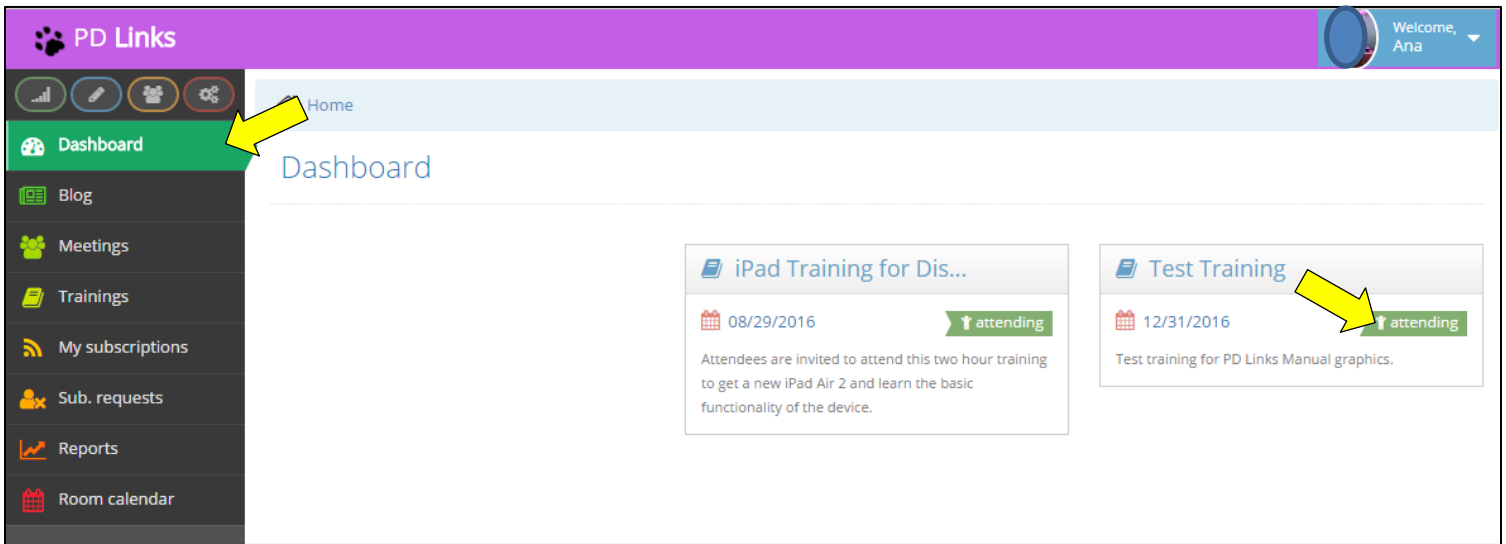 PD Links
Welcome,
Ana
Home
Dashboard
Blog
Meetings
Trainings
My subscriptions
Sub. requests
Reports
Room calendar
Dashboard
iPad Training for Dis...
08/29/2016
attending
Attendees are invited to attend this two hour training
to get a new iPad Air 2 and learn the basic
functionality of the device.
Test Training
12/31/2016
attending
Test training for PD Links Manual graphics.